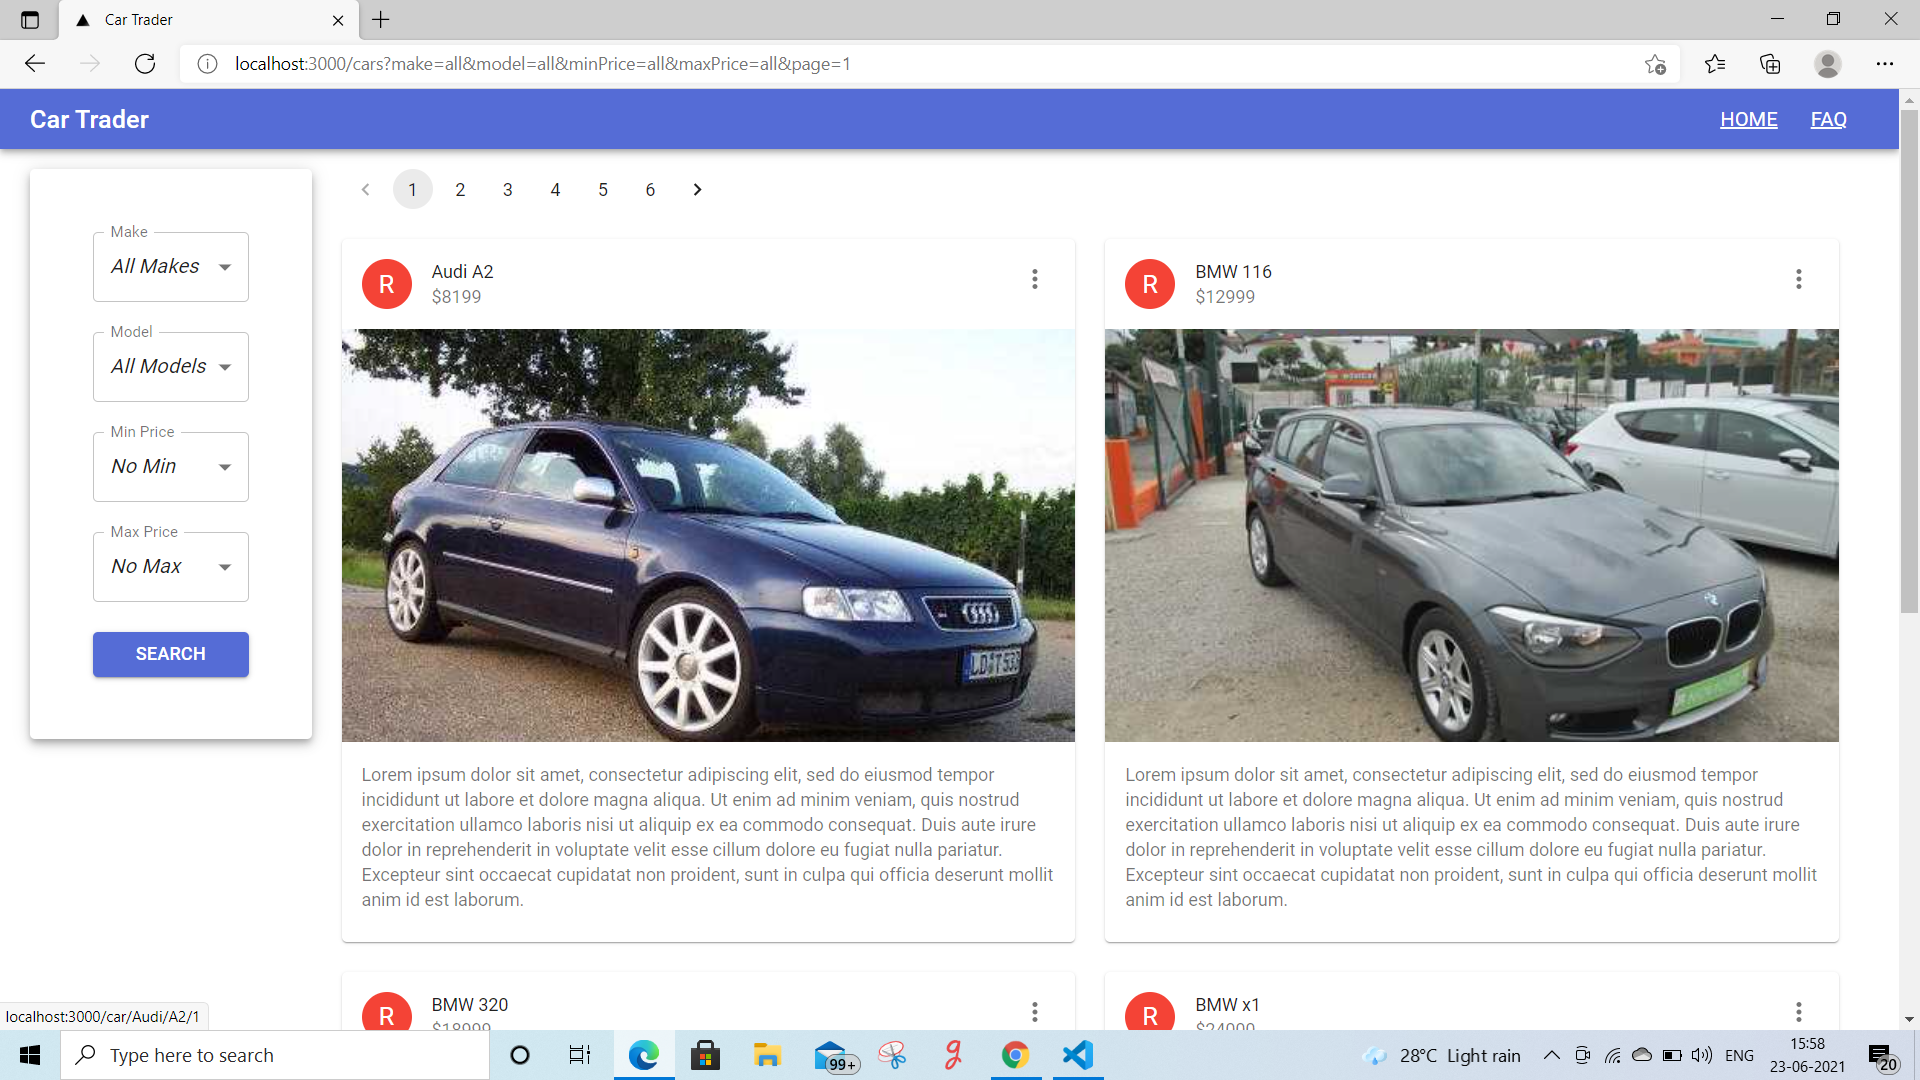 Car Trader
localhost:3000/cars?make=all&model=all&minPrice=all&maxPrice=all&page=1
Car Trader
HOME FAQ
1 2 3 4 5 6
Make
All Makes
Model
All Models
Min Price
No Min
Max Price
No Max
SEARCH
R
Audi A2
$8199
Lorem ipsum dolor sit amet, consectetur adipiscing elit, sed do eiusmod tempor
incididunt ut labore et dolore magna aliqua. Ut enim ad minim veniam, quis nostrud
exercitation ullamco laboris nisi ut aliquip ex ea commodo consequat. Duis aute irure
dolor in reprehenderit in voluptate velit esse cillum dolore eu fugiat nulla pariatur.
Excepteur sint occaecat cupidatat non proident, sunt in culpa qui officia deserunt mollit
anim id est laborum.
R
BMW 116
$12999
Lorem ipsum dolor sit amet, consectetur adipiscing elit, sed do eiusmod tempor
incididunt ut labore et dolore magna aliqua. Ut enim ad minim veniam, quis nostrud
exercitation ullamco laboris nisi ut aliquip ex ea commodo consequat. Duis aute irure
dolor in reprehenderit in voluptate velit esse cillum dolore eu fugiat nulla pariatur.
Excepteur sint occaecat cupidatat non proident, sunt in culpa qui officia deserunt mollit
anim id est laborum.
R
BMW 320
$18999
R
BMW x1
$24000
localhost:3000/car/Audi/A2/1
Type here to search
99+
28°C Light rain
ENG
15:58
23-06-2021
20